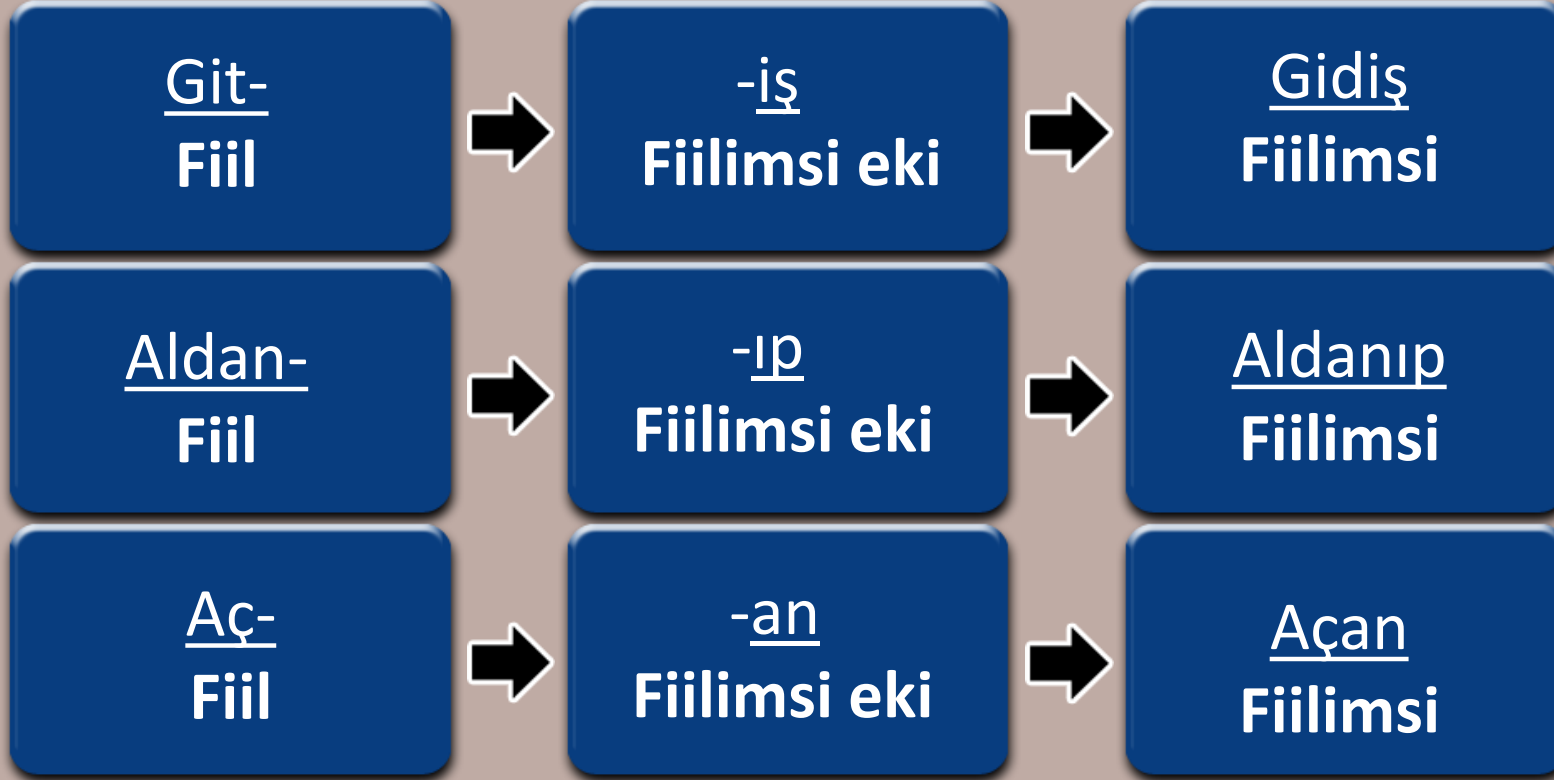 Git-
Fiil
-iş
Fiilimsi eki
Gidiş
Fiilimsi
Aldan-
Fiil
-ıp
Fiilimsi eki
Aldanıp
Fiilimsi
Aç-
Fiil
-an
Fiilimsi eki
Açan
Fiilimsi